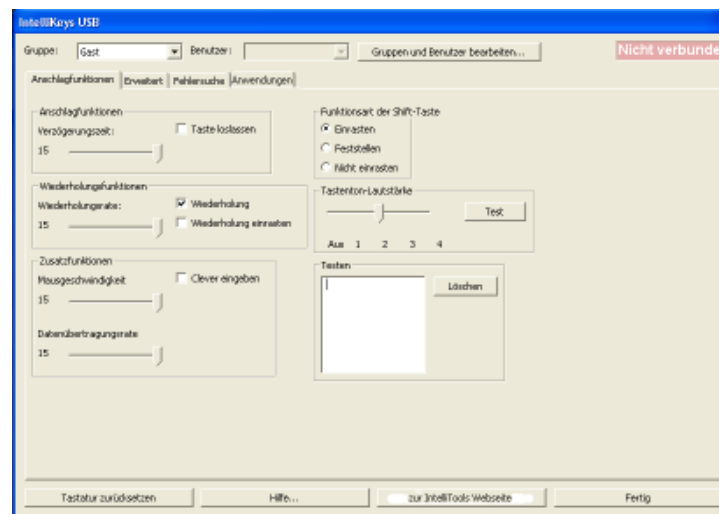 IntelliKeys USB
Gruppe: Gast Benutzer: Gruppen und Benutzer bearbeiten... Nicht verbunde
Anschlagfunktionen Erweitert Fehlersuche Anwendungen
Anschlagfunktionen
Verzögerungszeit: Taste loslassen
15
Funktionsart der Shift-Taste
Einrasten
Feststellen
Nicht einrasten
Wiederholungsfunktionen
Wiederholungsrate: Wiederholung
15 Wiederholung einrasten
Tastenton-Lautstärke
Test
Aus 1 2 3 4
Zusatzfunktionen
Mausgeschwindigkeit Clever eingeben
15
Datenübertragungsrate
15
Testen
Löschen
Tastatur zurücksetzen Hilfe... zur IntelliTools Webseite Fertig